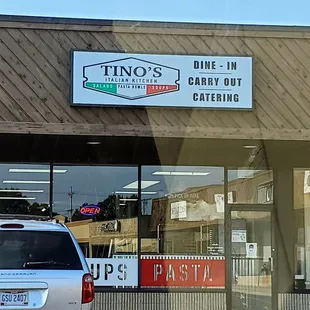 TINO'S
ITALIAN KITCHEN
SALADS PASTA BOWLS SOUPS
DINE - IN
CARRY OUT
CATERING
OPEN
UPS PASTA